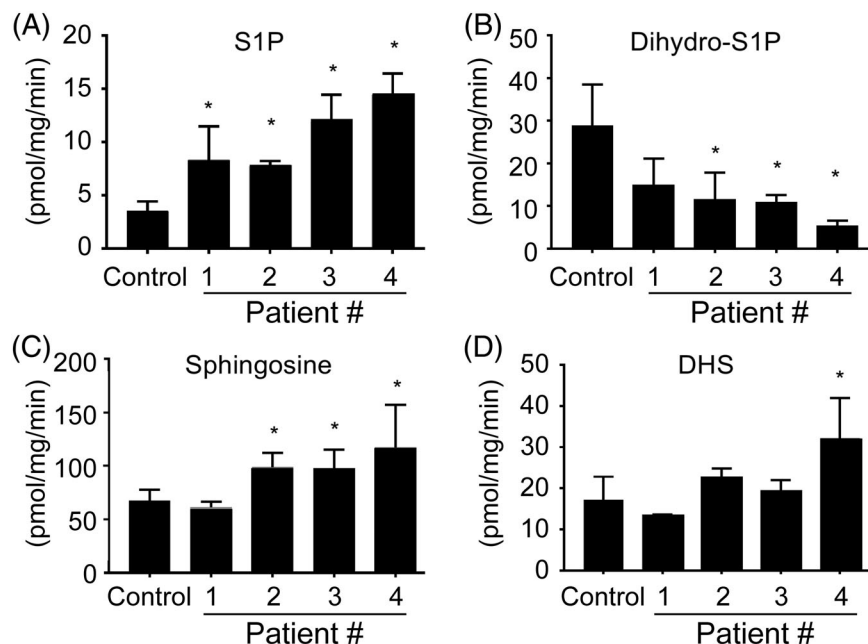 (A)
S1P
(pmol/mg/min)
20
15
10
5
0
*
*
*
*
Control 1 2 3 4
Patient #
(B)
Dihydro-S1P
(pmol/mg/min)
50
40
30
20
10
0
*
*
*
Control 1 2 3 4
Patient #
(C)
Sphingosine
(pmol/mg/min)
200
150
100
50
0
*
*
*
Control 1 2 3 4
Patient #
(D)
DHS
(pmol/mg/min)
50
40
30
20
10
0
*
Control 1 2 3 4
Patient #